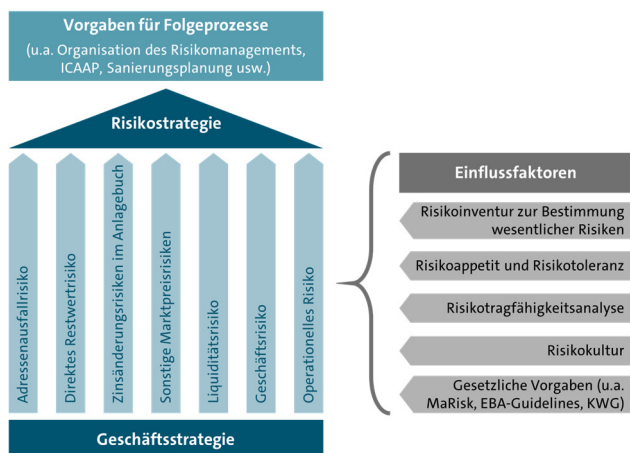 Vorgaben für Folgeprozesse
(u.a. Organisation des Risikomanagements,
ICAAP, Sanierungsplanung usw.)
Risikostrategie
Adressenausfallrisiko
Direktes Restwertrisiko
Zinsänderungsrisiken im Anlagebuch
Sonstige Marktpreisrisiken
Liquiditätsrisiko
Geschäftsrisiko
Operationelles Risiko
Geschäftsstrategie
Einflussfaktoren
Risikoinventur zur Bestimmung
wesentlicher Risiken
Risikoappetit und Risikotoleranz
Risikotragfähigkeitsanalyse
Risikokultur
Gesetzliche Vorgaben (u.a.
MaRisk, EBA-Guidelines, KWG)